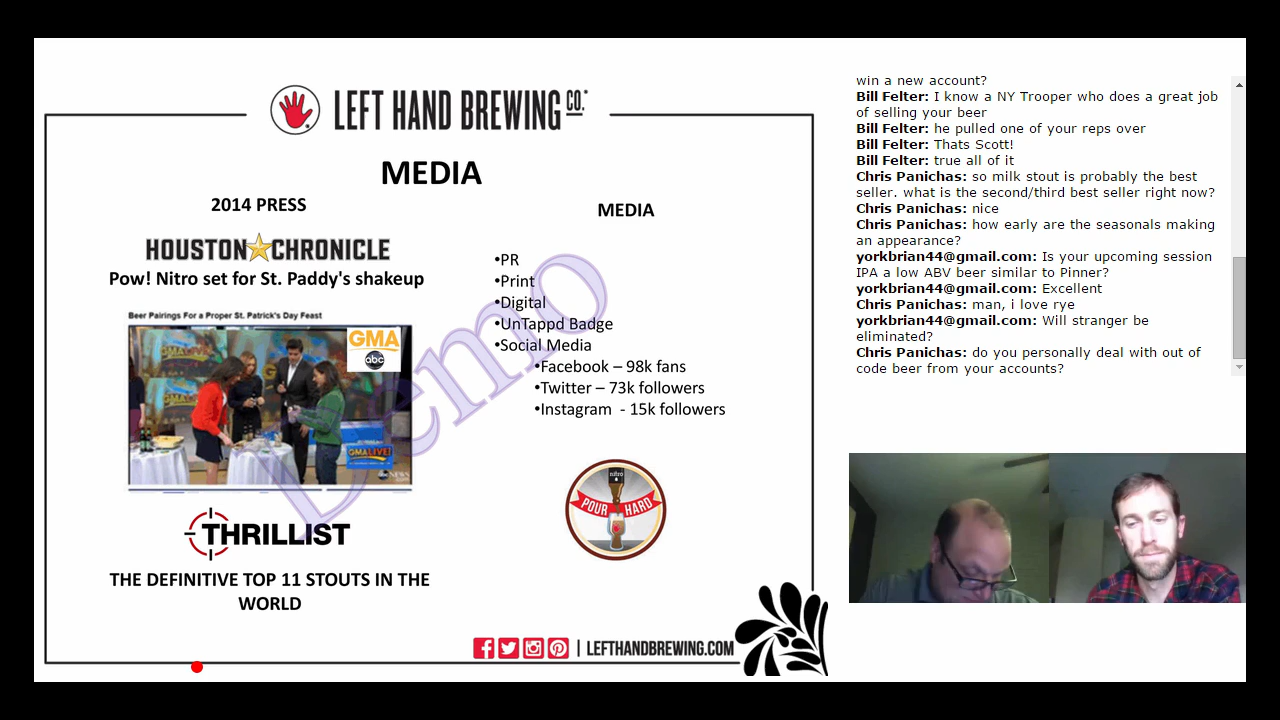 LEFT HAND BREWING CO.
MEDIA
2014 PRESS
HOUSTON CHRONICLE
Pow! Nitro set for St. Paddy's shakeup
Beer Pairings For a Proper St. Patrick's Day Feast
GMA
abc
GMALIVE!
abc NEWS
THRILLIST
THE DEFINITIVE TOP 11 STOUTS IN THE
WORLD
MEDIA
•PR
•Print
•Digital
•UnTappd Badge
•Social Media
•Facebook – 98k fans
•Twitter – 73k followers
•Instagram - 15k followers
Demo
nitro
POUR HARD
| LEFTHANDBREWING.COM
win a new account?
Bill Felter: I know a NY Trooper who does a great job
of selling your beer
Bill Felter: he pulled one of your reps over
Bill Felter: Thats Scott!
Bill Felter: true all of it
Chris Panichas: so milk stout is probably the best
seller. what is the second/third best seller right now?
Chris Panichas: nice
Chris Panichas: how early are the seasonals making
an appearance?
yorkbrian44@gmail.com: Is your upcoming session
IPA a low ABV beer similar to Pinner?
yorkbrian44@gmail.com: Excellent
Chris Panichas: man, i love rye
yorkbrian44@gmail.com: Will stranger be
eliminated?
Chris Panichas: do you personally deal with out of
code beer from your accounts?